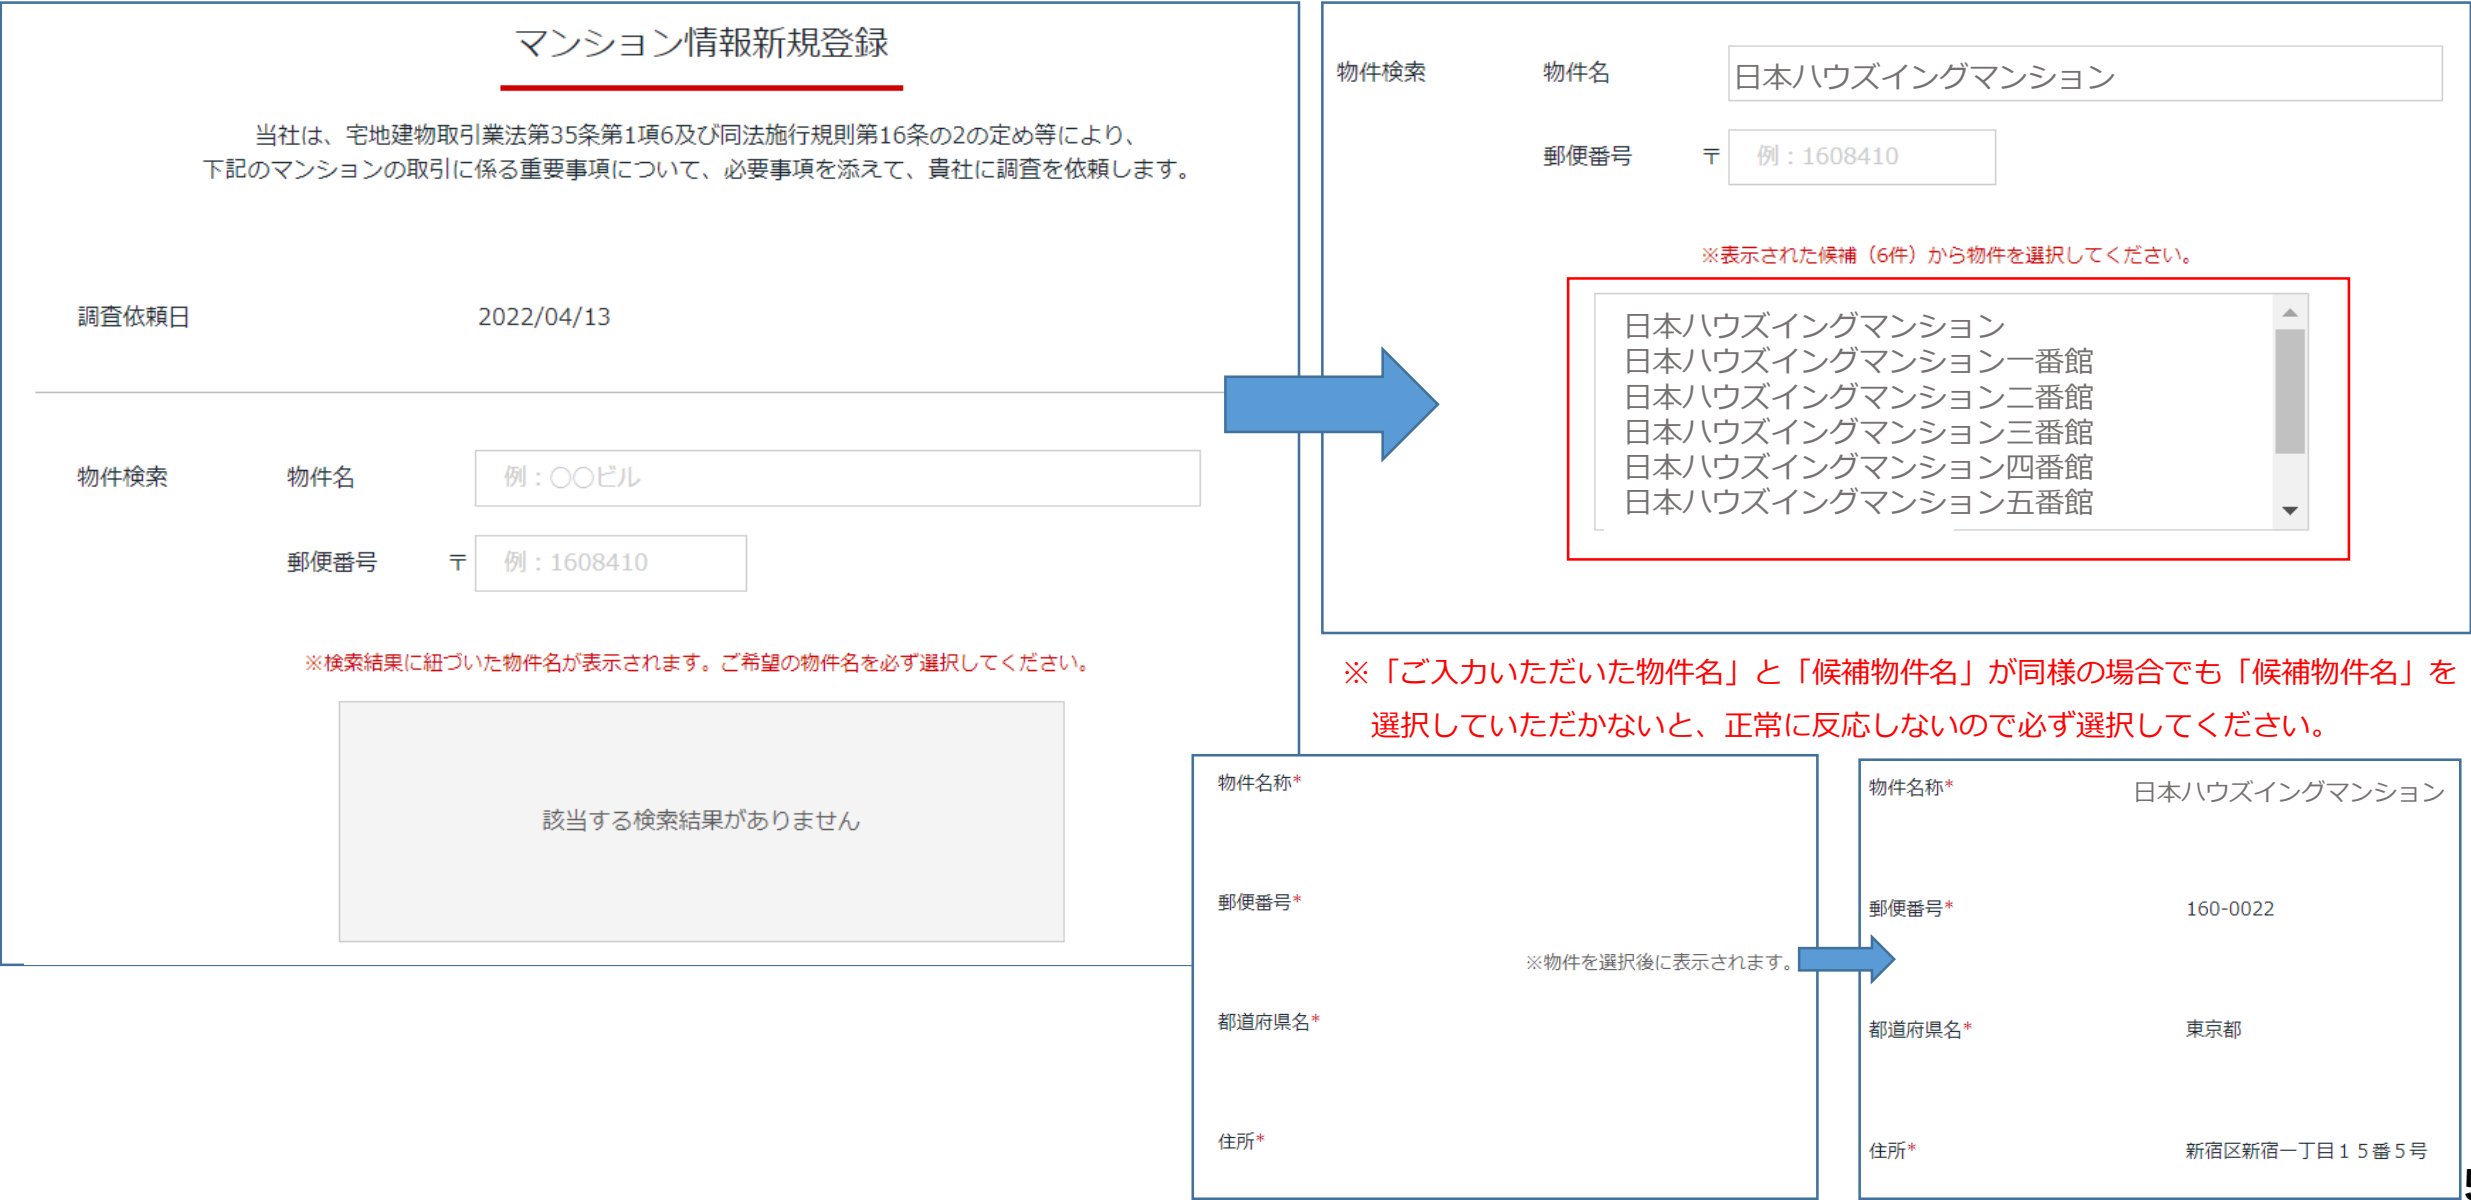 マンション情報新規登録
当社は、宅地建物取引業法第35条第1項6及び同法施行規則第16条の2の定め等により、
下記のマンションの取引に係る重要事項について、必要事項を添えて、貴社に調査を依頼します。
調査依頼日 2022/04/13
物件検索 物件名 例：○○ビル
郵便番号 〒 例：1608410
※検索結果に紐づいた物件名が表示されます。ご希望の物件名を必ず選択してください。
該当する検索結果がありません
物件検索 物件名 日本ハウズイングマンション
郵便番号 〒 例：1608410
※表示された候補（6件）から物件を選択してください。
日本ハウズイングマンション
日本ハウズイングマンション一番館
日本ハウズイングマンション二番館
日本ハウズイングマンション三番館
日本ハウズイングマンション四番館
日本ハウズイングマンション五番館
※「ご入力いただいた物件名」と「候補物件名」が同様の場合でも「候補物件名」を
選択していただかないと、正常に反応しないので必ず選択してください。
物件名称*
郵便番号*
※物件を選択後に表示されます。
都道府県名*
住所*
物件名称* 日本ハウズイングマンション
郵便番号* 160-0022
都道府県名* 東京都
住所* 新宿区新宿一丁目１５番５号